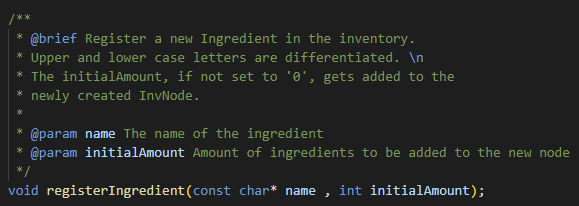 /**
* @brief Register a new Ingredient in the inventory.
* Upper and lower case letters are differentiated. \n
* The initialAmount, if not set to '0', gets added to the
* newly created InvNode.
*
* @param name The name of the ingredient
* @param initialAmount Amount of ingredients to be added to the new node
*/
void registerIngredient(const char* name , int initialAmount);